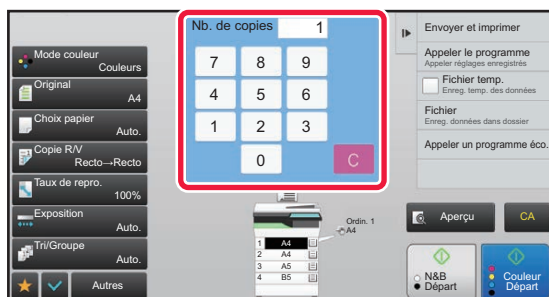 Mode couleur
Couleurs
Original
A4
Choix papier
Auto.
Copie R/V
Recto→Recto
Taux de repro.
100%
Exposition
Auto.
Tri/Groupe
Auto.
Autres
Nb. de copies 1
7 8 9
4 5 6
1 2 3
0 C
Ordin. 1
A4
1 A4
2 A4
3 A5
4 B5
Envoyer et imprimer
Appeler le programme
Appeler réglages enregistrés
Fichier temp.
Enreg. temp. des données
Fichier
Enreg. données dans dossier
Appeler un programme éco.
Aperçu
CA
N&B
Départ
Couleur
Départ